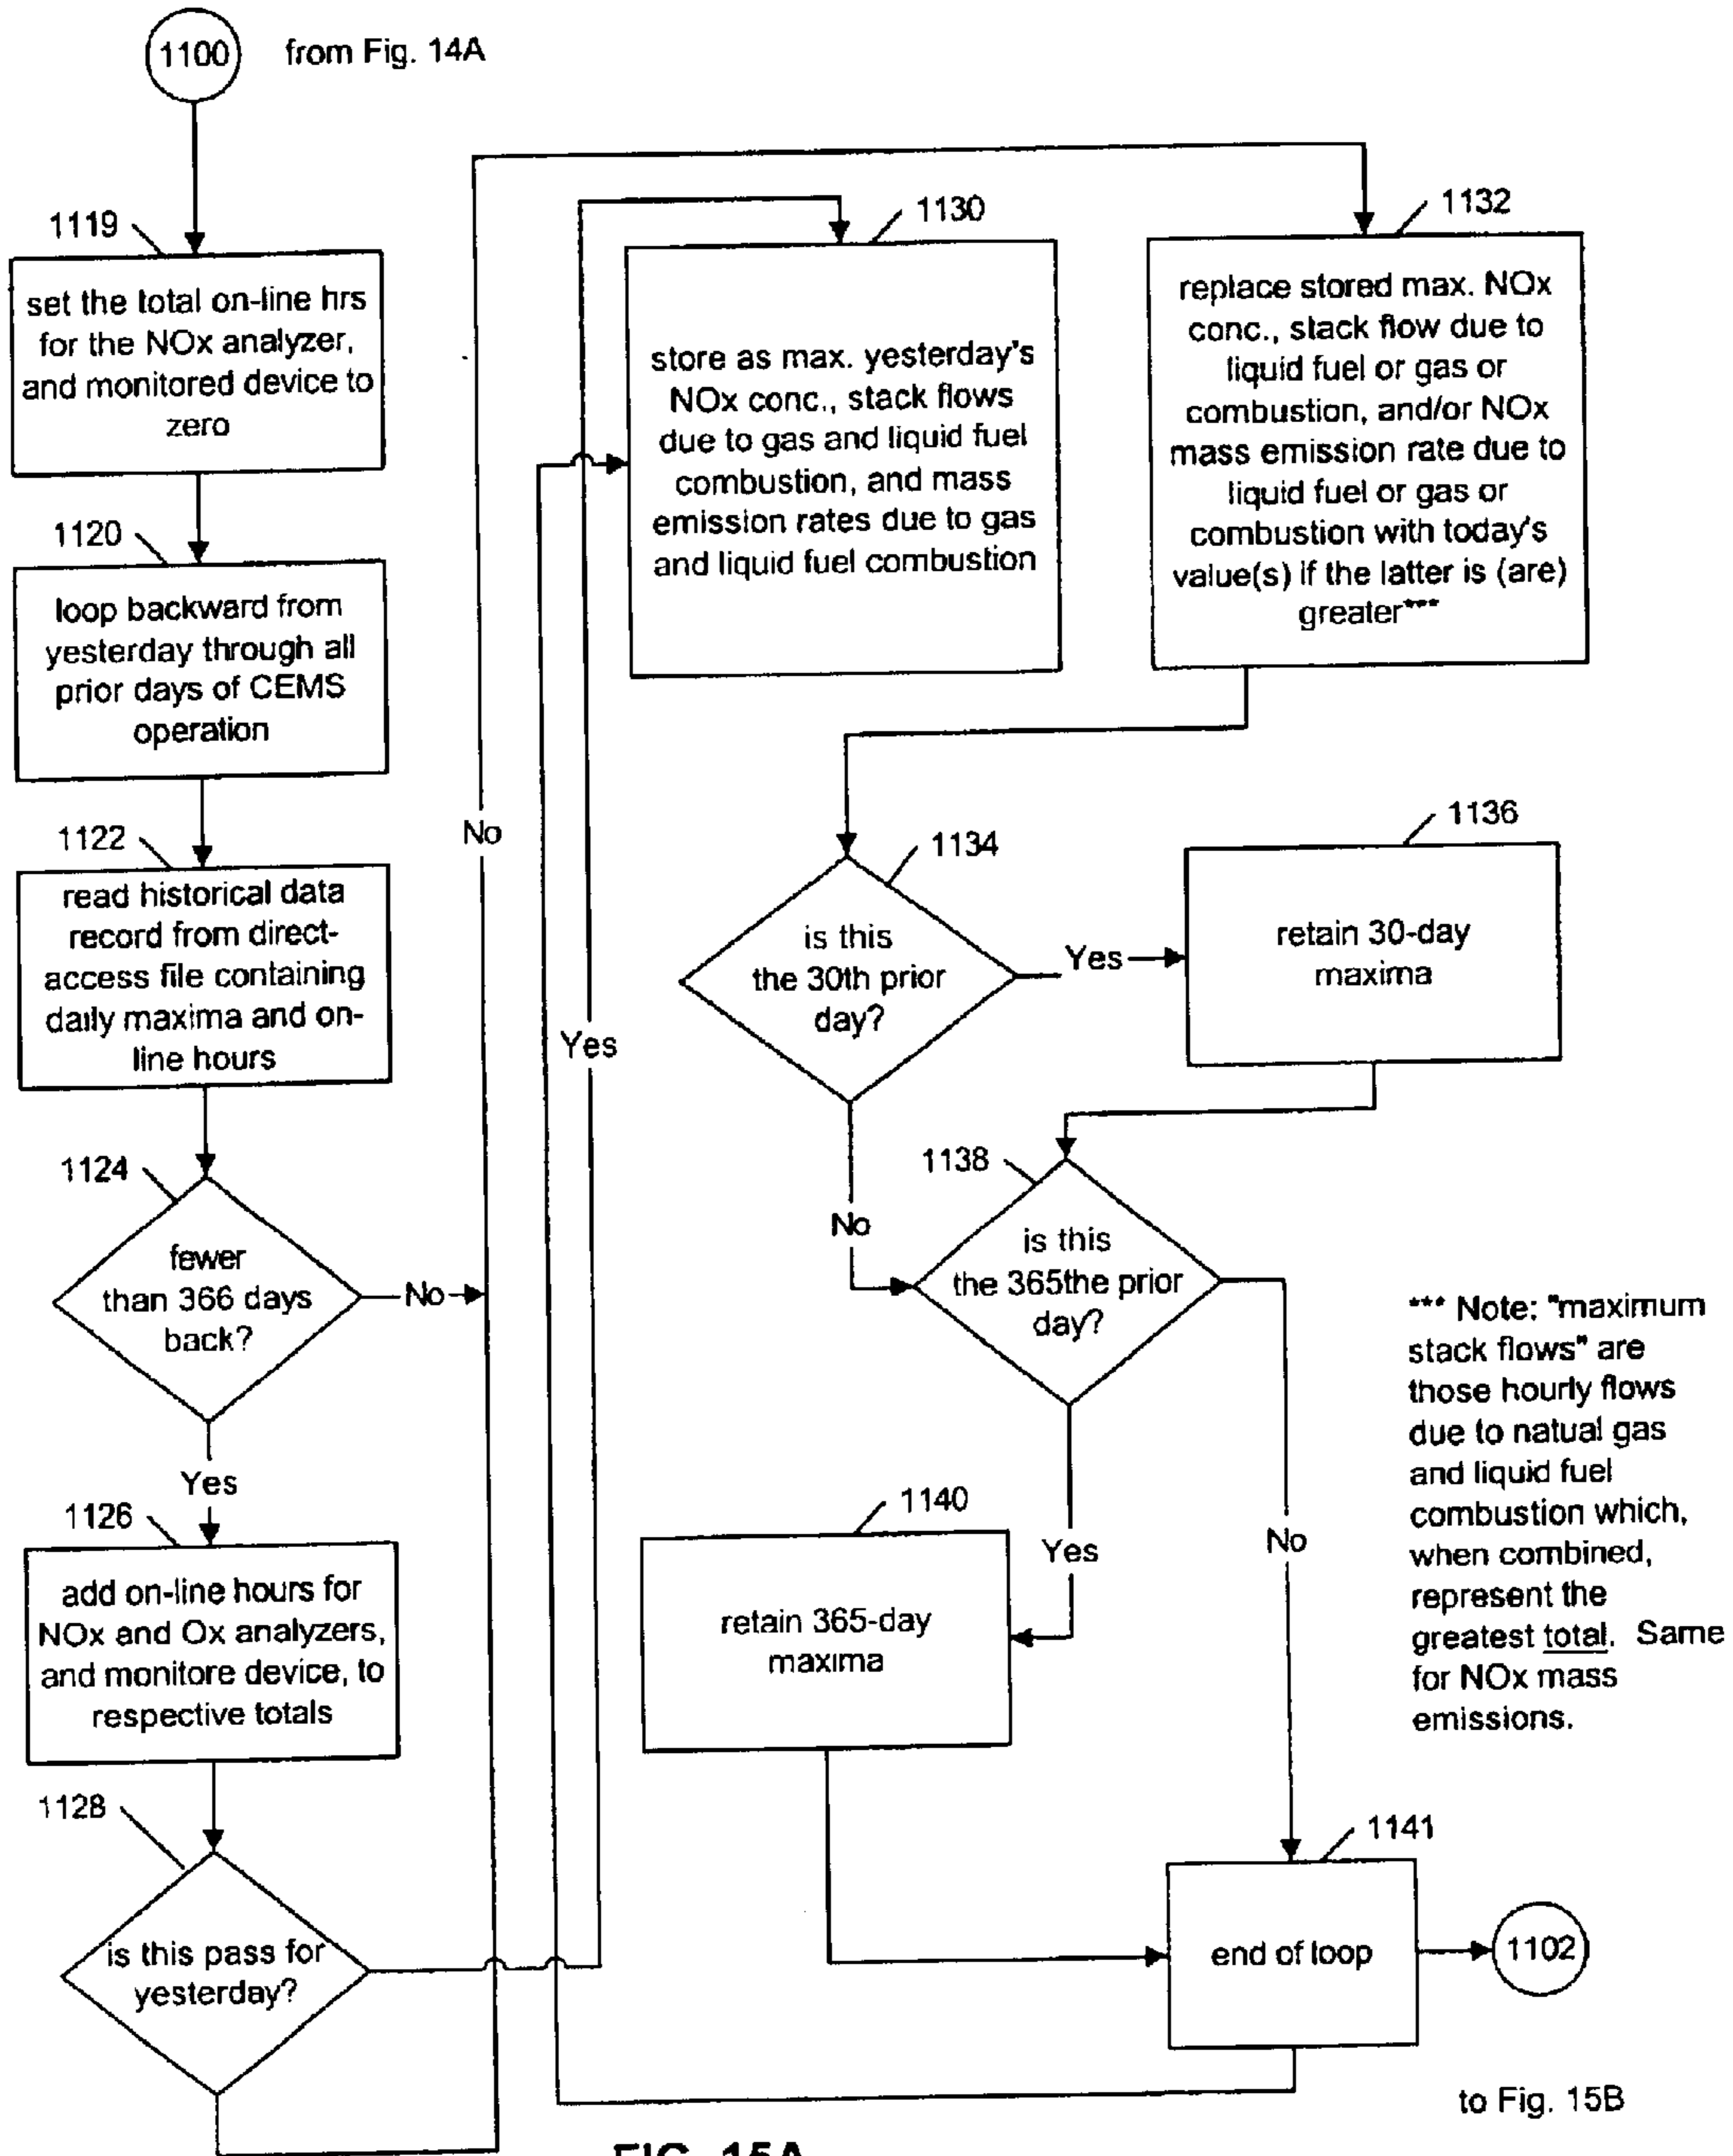 1100
from Fig. 14A
1119
set the total on-line hrs
for the NOx analyzer,
and monitored device to
zero
1120
loop backward from
yesterday through all
prior days of CEMS
operation
1122
read historical data
record from direct-
access file containing
daily maxima and on-
line hours
1124
fewer
than 366 days
back?
No
Yes
1126
add on-line hours for
NOx and Ox analyzers,
and monitore device, to
respective totals
1128
is this pass for
yesterday?
No
Yes
1130
store as max. yesterday's
NOx conc., stack flows
due to gas and liquid fuel
combustion, and mass
emission rates due to gas
and liquid fuel combustion
1132
replace stored max. NOx
conc., stack flow due to
liquid fuel or gas or
combustion, and/or NOx
mass emission rate due to
liquid fuel or gas or
combustion with today's
value(s) if the latter is (are)
greater***
1134
is this
the 30th prior
day?
Yes
No
1136
retain 30-day
maxima
1138
is this
the 365the prior
day?
Yes
No
1140
retain 365-day
maxima
*** Note: "maximum
stack flows" are
those hourly flows
due to natual gas
and liquid fuel
combustion which,
when combined,
represent the
greatest total. Same
for NOx mass
emissions.
1141
end of loop
1102
to Fig. 15B
FIG. 15A